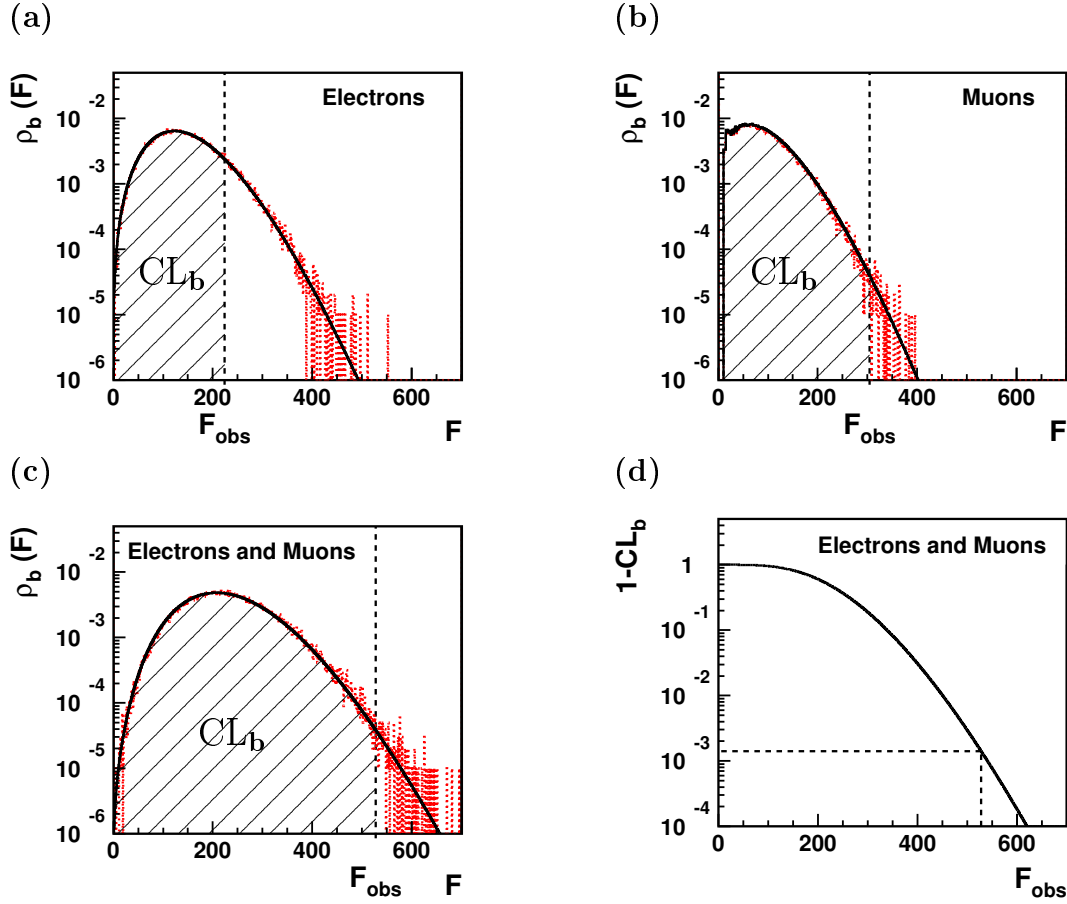 (a)
ρb (F)
Electrons
10 -2
10 -3
10 -4
10 -5
10 -6
CLb
0 200 400 600
Fobs F
(b)
ρb (F)
Muons
10 -2
10 -3
10 -4
10 -5
10 -6
CLb
0 200 400 600
Fobs F
(c)
ρb (F)
Electrons and Muons
10 -2
10 -3
10 -4
10 -5
10 -6
CLb
0 200 400 600
Fobs F
(d)
1-CLb
Electrons and Muons
1
10 -1
10 -2
10 -3
10 -4
0 200 400 600
Fobs